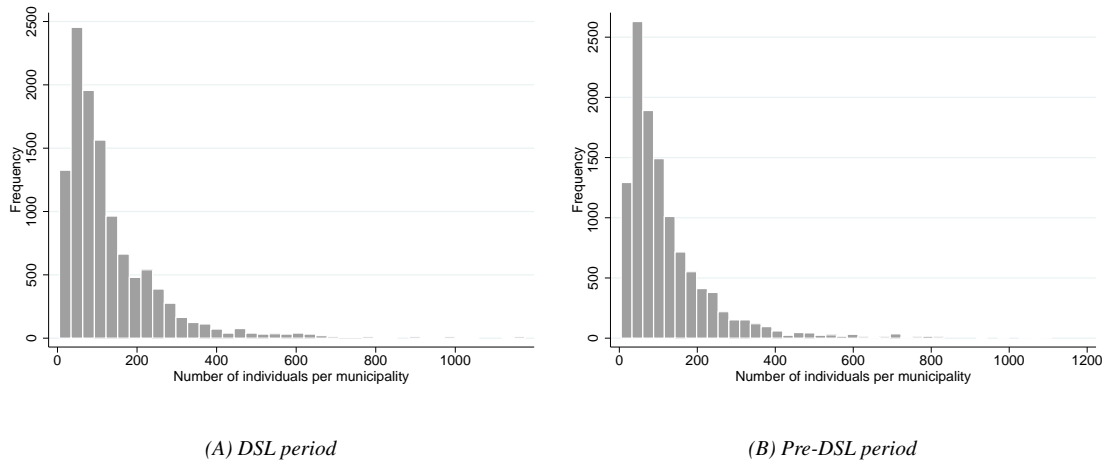 2500
2000
1500
1000
500
0
Frequency
0 200 400 600 800 1000
Number of individuals per municipality
(A) DSL period
2500
2000
1500
1000
500
0
Frequency
0 200 400 600 800 1000 1200
Number of individuals per municipality
(B) Pre-DSL period